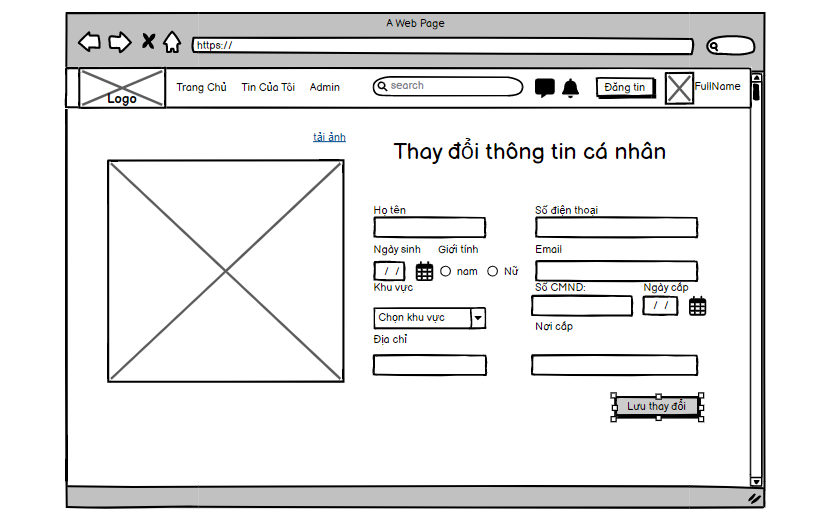 A Web Page
https://
Logo
Trang Chủ
Tin Của Tôi
Admin
search
Đăng tin
FullName
tải ảnh
Thay đổi thông tin cá nhân
Họ tên
Số điện thoại
Ngày sinh
Giới tính
Email
/ /
nam
Nữ
Khu vực
Số CMND:
Ngày cấp
/ /
Chọn khu vực
Nơi cấp
Địa chỉ
Lưu thay đổi